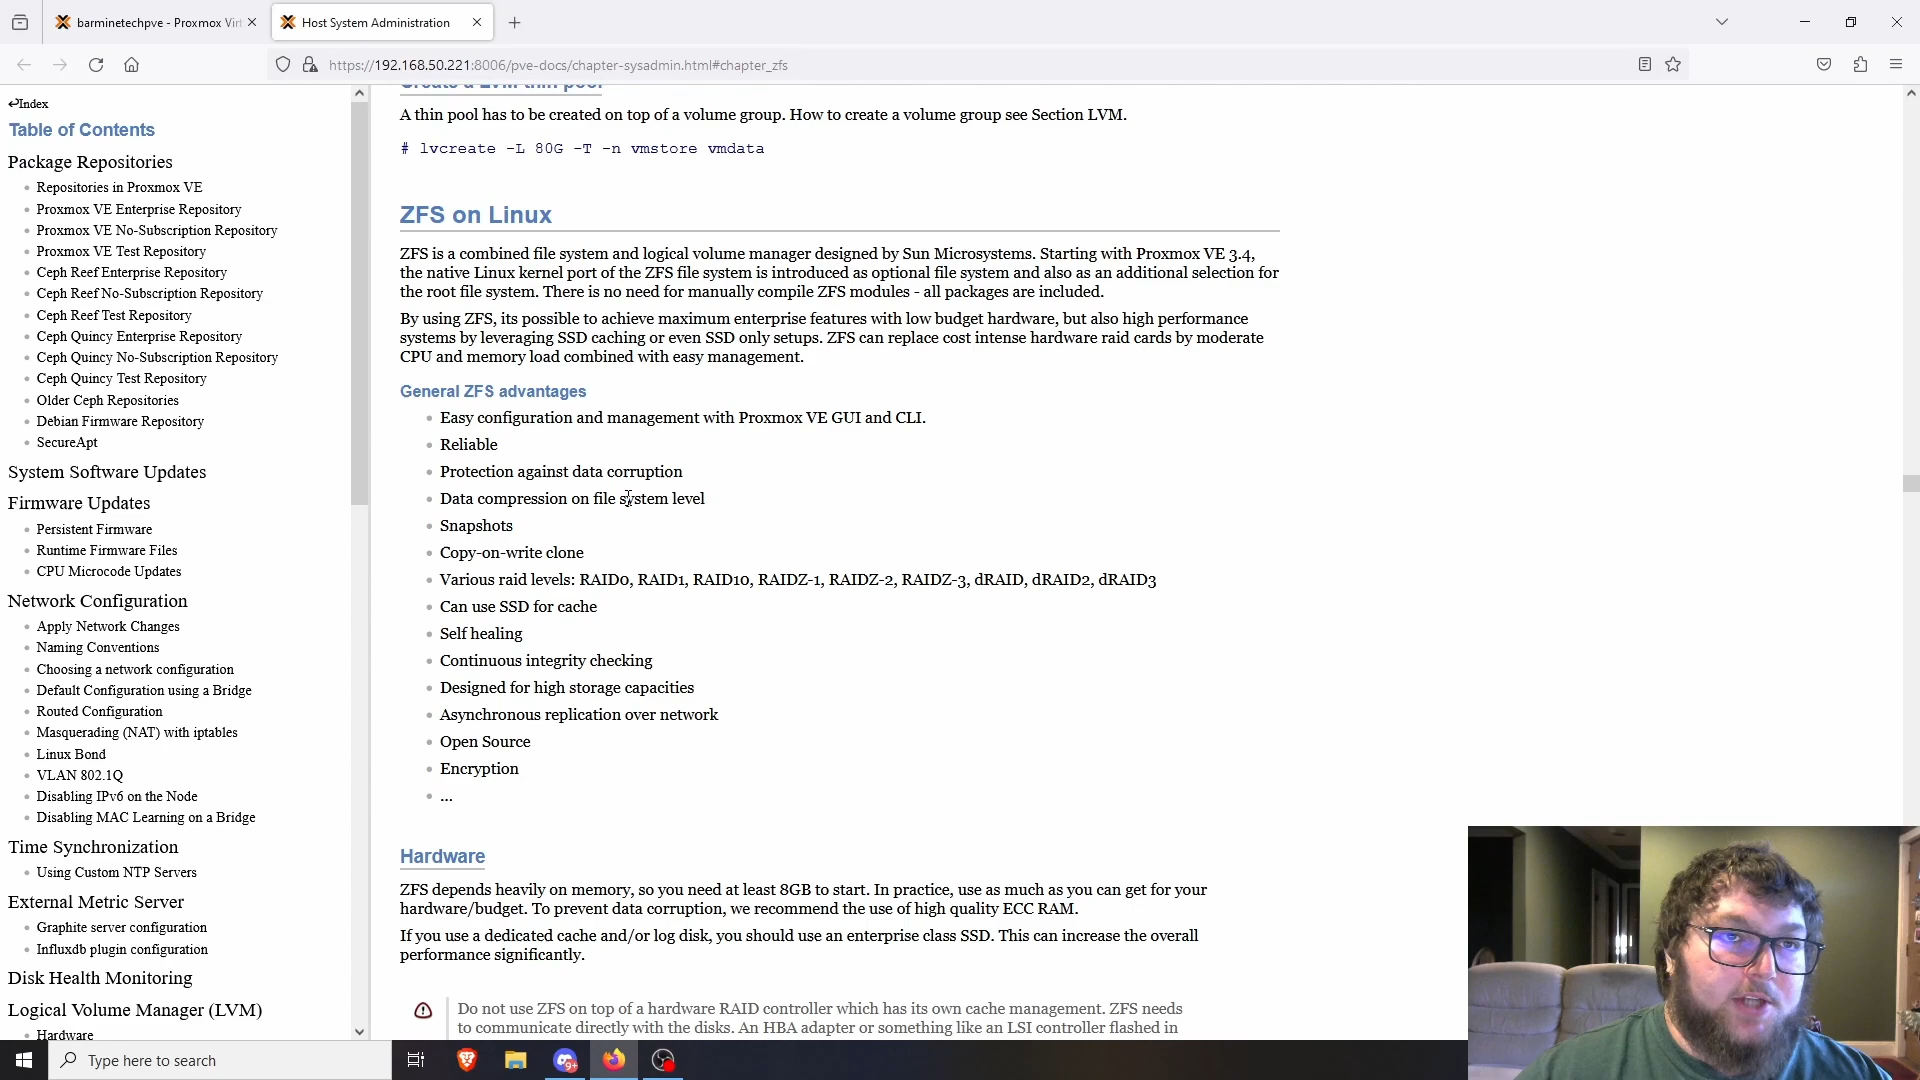 barminetechpve - Proxmox Virt
Host System Administration
https://192.168.50.221:8006/pve-docs/chapter-sysadmin.html#chapter_zfs
Index
Table of Contents
Package Repositories
Repositories in Proxmox VE
Proxmox VE Enterprise Repository
Proxmox VE No-Subscription Repository
Proxmox VE Test Repository
Ceph Reef Enterprise Repository
Ceph Reef No-Subscription Repository
Ceph Reef Test Repository
Ceph Quincy Enterprise Repository
Ceph Quincy No-Subscription Repository
Ceph Quincy Test Repository
Older Ceph Repositories
Debian Firmware Repository
SecureApt
System Software Updates
Firmware Updates
Persistent Firmware
Runtime Firmware Files
CPU Microcode Updates
Network Configuration
Apply Network Changes
Naming Conventions
Choosing a network configuration
Default Configuration using a Bridge
Routed Configuration
Masquerading (NAT) with iptables
Linux Bond
VLAN 802.1Q
Disabling IPv6 on the Node
Disabling MAC Learning on a Bridge
Time Synchronization
Using Custom NTP Servers
External Metric Server
Graphite server configuration
Influxdb plugin configuration
Disk Health Monitoring
Logical Volume Manager (LVM)
Hardware
Create a LVM thin pool
A thin pool has to be created on top of a volume group. How to create a volume group see Section LVM.
# lvcreate -L 80G -T -n vmstore vmdata
ZFS on Linux
ZFS is a combined file system and logical volume manager designed by Sun Microsystems. Starting with Proxmox VE 3.4,
the native Linux kernel port of the ZFS file system is introduced as optional file system and also as an additional selection for
the root file system. There is no need for manually compile ZFS modules - all packages are included.
By using ZFS, its possible to achieve maximum enterprise features with low budget hardware, but also high performance
systems by leveraging SSD caching or even SSD only setups. ZFS can replace cost intense hardware raid cards by moderate
CPU and memory load combined with easy management.
General ZFS advantages
Easy configuration and management with Proxmox VE GUI and CLI.
Reliable
Protection against data corruption
Data compression on file system level
Snapshots
Copy-on-write clone
Various raid levels: RAID0, RAID1, RAID10, RAIDZ-1, RAIDZ-2, RAIDZ-3, dRAID, dRAID2, dRAID3
Can use SSD for cache
Self healing
Continuous integrity checking
Designed for high storage capacities
Asynchronous replication over network
Open Source
Encryption
...
Hardware
ZFS depends heavily on memory, so you need at least 8GB to start. In practice, use as much as you can get for your
hardware/budget. To prevent data corruption, we recommend the use of high quality ECC RAM.
If you use a dedicated cache and/or log disk, you should use an enterprise class SSD. This can increase the overall
performance significantly.
Do not use ZFS on top of a hardware RAID controller which has its own cache management. ZFS needs
to communicate directly with the disks. An HBA adapter or something like an LSI controller flashed in
Type here to search
9+